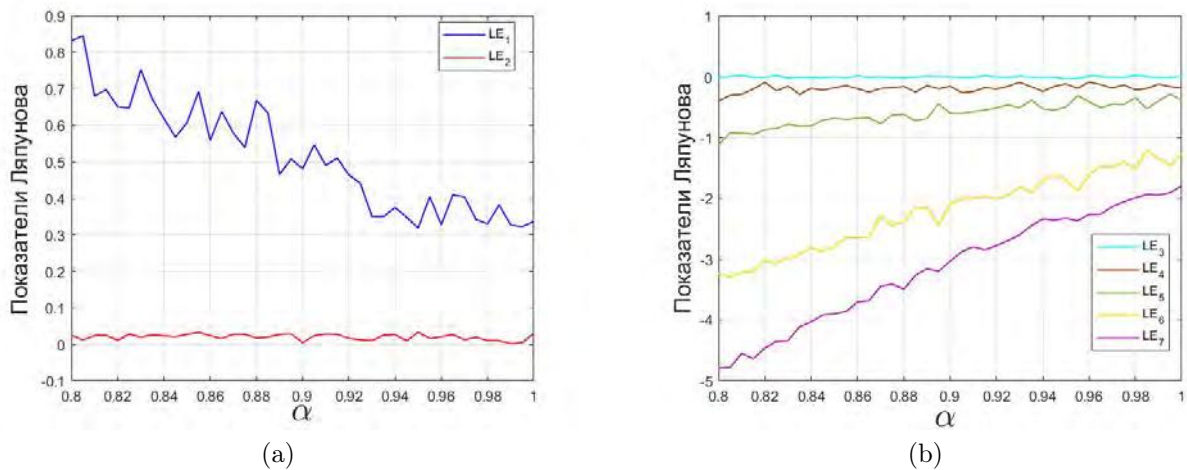 0.9
0.8
0.7
0.6
0.5
0.4
0.3
0.2
0.1
0
-0.1
Показатели Ляпунова
LE1
LE2
0.8 0.82 0.84 0.86 0.88 0.9 0.92 0.94 0.96 0.98 1
α
(a)
1
0
-1
-2
-3
-4
-5
Показатели Ляпунова
LE3
LE4
LE5
LE6
LE7
0.8 0.82 0.84 0.86 0.88 0.9 0.92 0.94 0.96 0.98 1
α
(b)